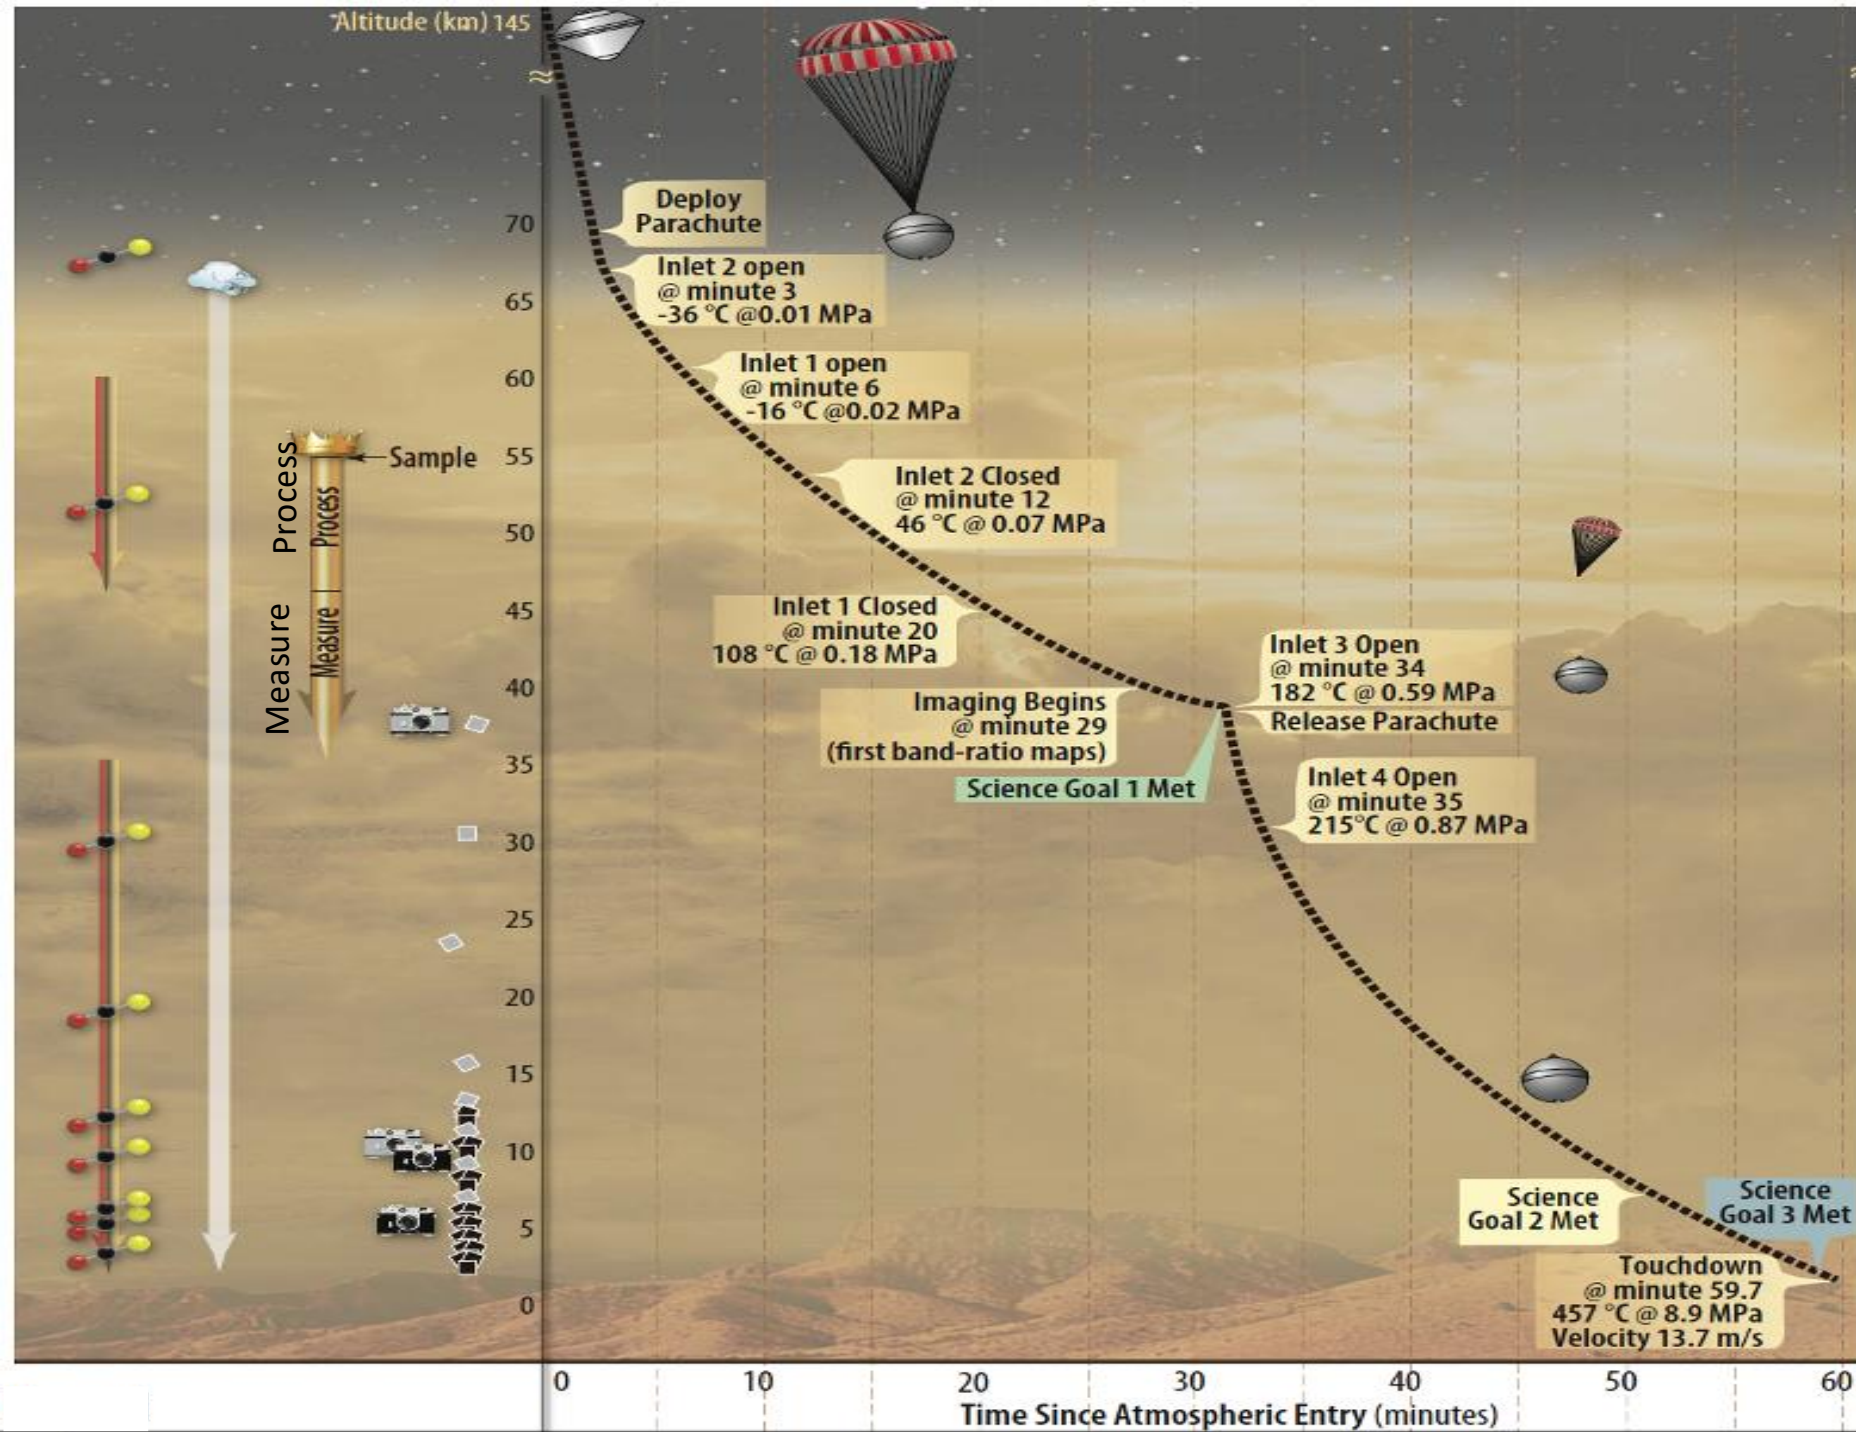 Altitude (km) 145
Deploy
Parachute
70
Inlet 2 open
@ minute 3
-36 °C @0.01 MPa
65
Inlet 1 open
@ minute 6
-16 °C @0.02 MPa
60
Process
Sample
55
Process
Inlet 2 Closed
@ minute 12
46 °C @ 0.07 MPa
50
Measure
Measure
45
Inlet 1 Closed
@ minute 20
108 °C @ 0.18 MPa
Inlet 3 Open
@ minute 34
182 °C @ 0.59 MPa
Release Parachute
40
Imaging Begins
@ minute 29
(first band-ratio maps)
Science Goal 1 Met
35
Inlet 4 Open
@ minute 35
215°C @ 0.87 MPa
30
25
20
15
10
5
Science
Goal 2 Met
Science
Goal 3 Met
Touchdown
@ minute 59.7
457 °C @ 8.9 MPa
Velocity 13.7 m/s
0
0 10 20 30 40 50 60
Time Since Atmospheric Entry (minutes)